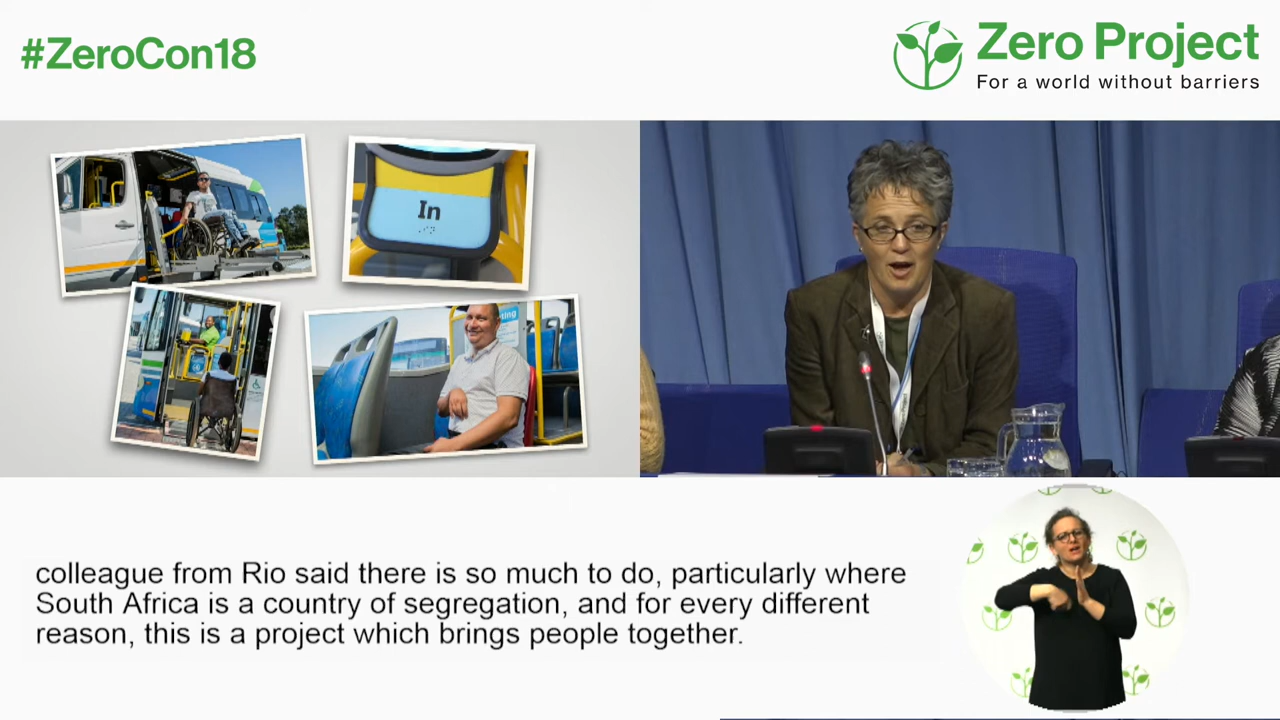 #ZeroCon18
Zero Project
For a world without barriers
In
colleague from Rio said there is so much to do, particularly where
South Africa is a country of segregation, and for every different
reason, this is a project which brings people together.